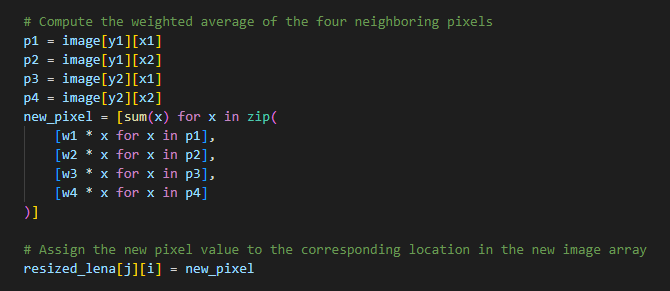 # Compute the weighted average of the four neighboring pixels
p1 = image[y1][x1]
p2 = image[y1][x2]
p3 = image[y2][x1]
p4 = image[y2][x2]
new_pixel = [sum(x) for x in zip(
    [w1 * x for x in p1],
    [w2 * x for x in p2],
    [w3 * x for x in p3],
    [w4 * x for x in p4]
)]

# Assign the new pixel value to the corresponding location in the new image array
resized_lena[j][i] = new_pixel